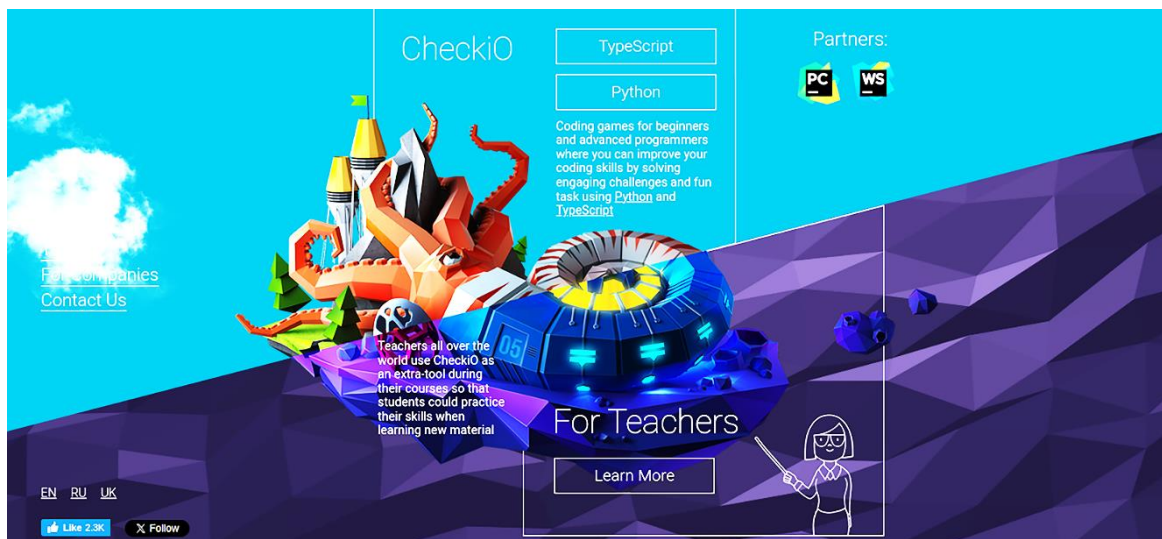 CheckiO
TypeScript
Python
Coding games for beginners
and advanced programmers
where you can improve your
coding skills by solving
engaging challenges and fun
task using Python and
TypeScript
Partners:
PC
WS
For Companies
Contact Us
05
Teachers all over the
world use CheckiO as
an extra-tool during
their courses so that
students could practice
their skills when
learning new material
For Teachers
Learn More
EN RU UK
Like 2.3K
X Follow